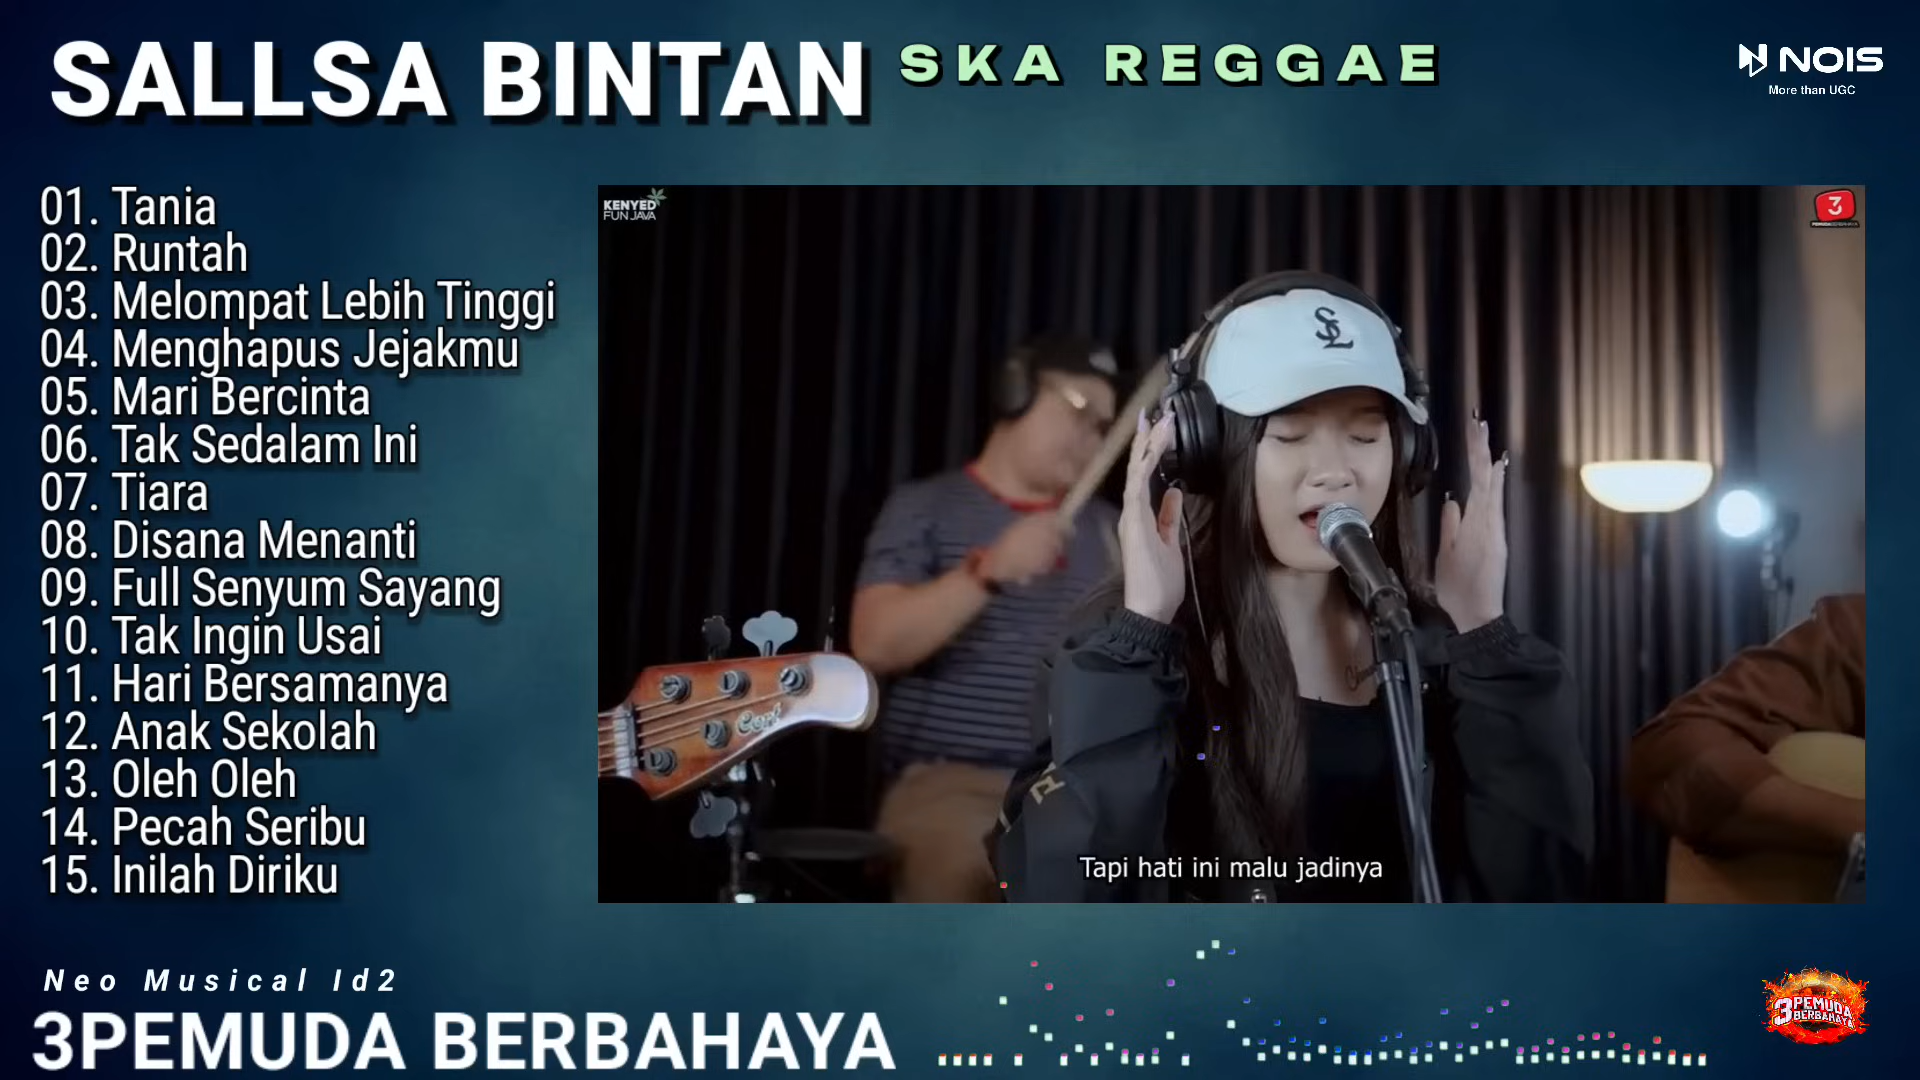 SALLSA BINTAN
SKA REGGAE
NOIS
More than UGC
01. Tania
02. Runtah
03. Melompat Lebih Tinggi
04. Menghapus Jejakmu
05. Mari Bercinta
06. Tak Sedalam Ini
07. Tiara
08. Disana Menanti
09. Full Senyum Sayang
10. Tak Ingin Usai
11. Hari Bersamanya
12. Anak Sekolah
13. Oleh Oleh
14. Pecah Seribu
15. Inilah Diriku
KENYED
FUN JAVA
3
SL
Cort
Tapi hati ini malu jadinya
Neo Musical Id2
3PEMUDA BERBAHAYA
3PEMUDA
BERBAHAYA